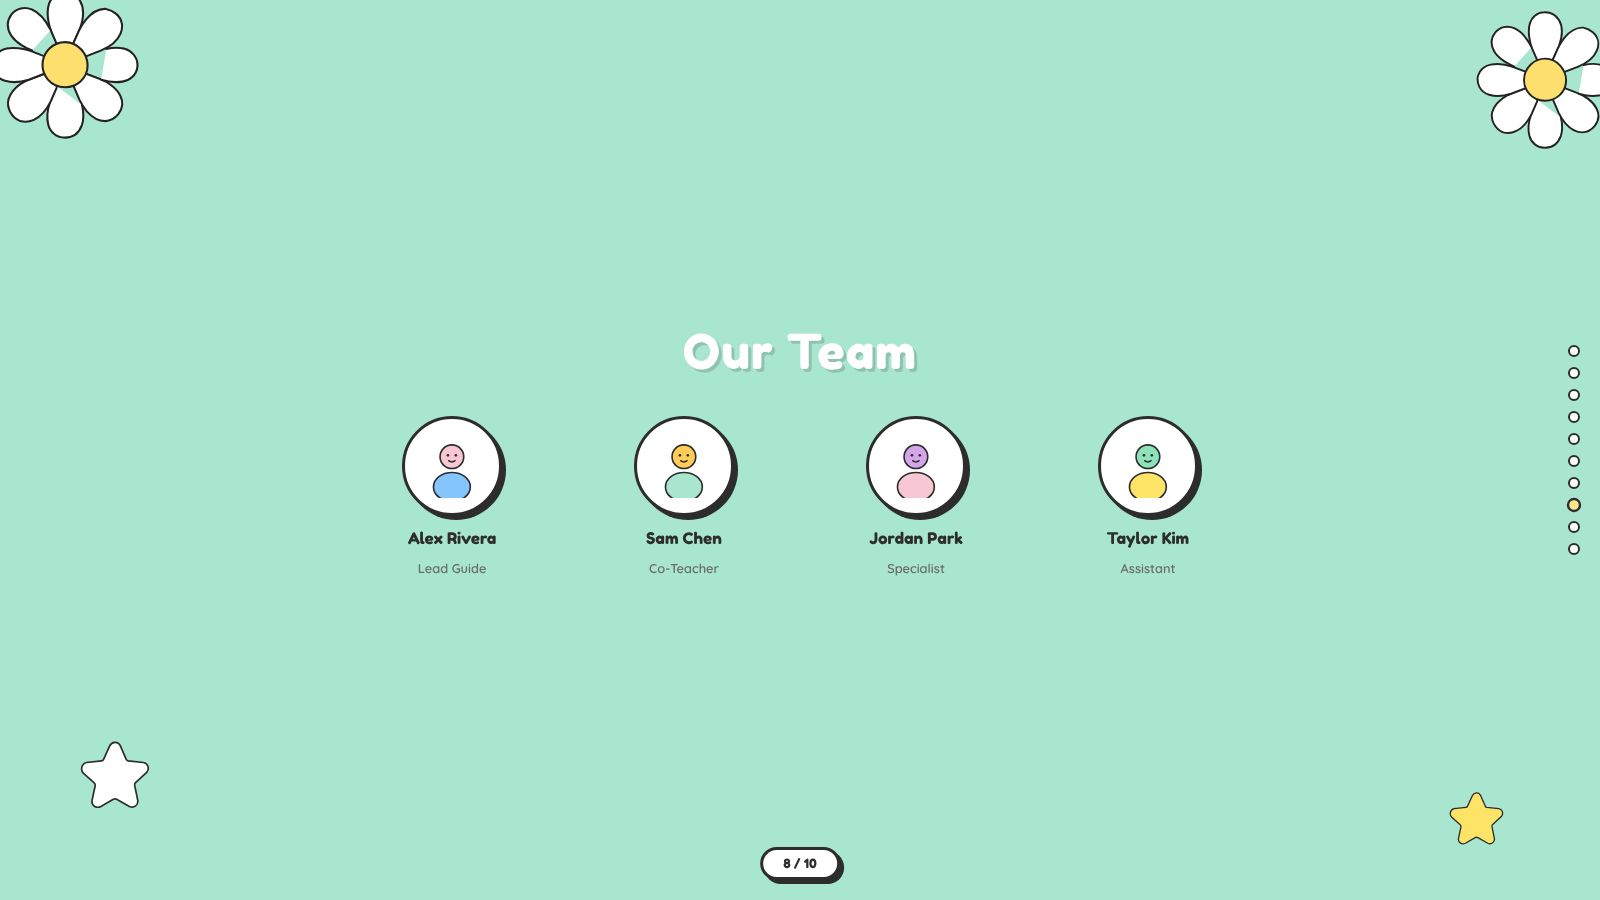 Our Team
Alex Rivera
Lead Guide
Sam Chen
Co-Teacher
Jordan Park
Specialist
Taylor Kim
Assistant
8 / 10